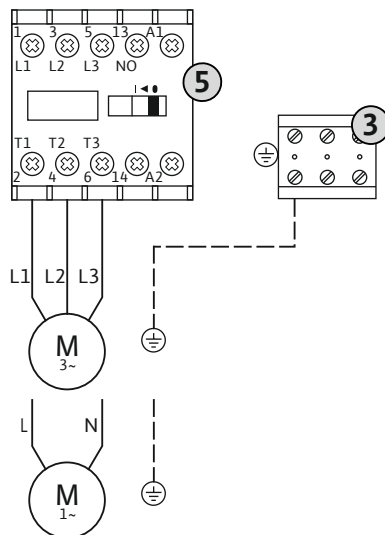 1 3 5 13 A1
L1 L2 L3 NO
5
3
T1 T2 T3
2 4 6 14 A2
L1 L2 L3
M
3~
L N
M
1~